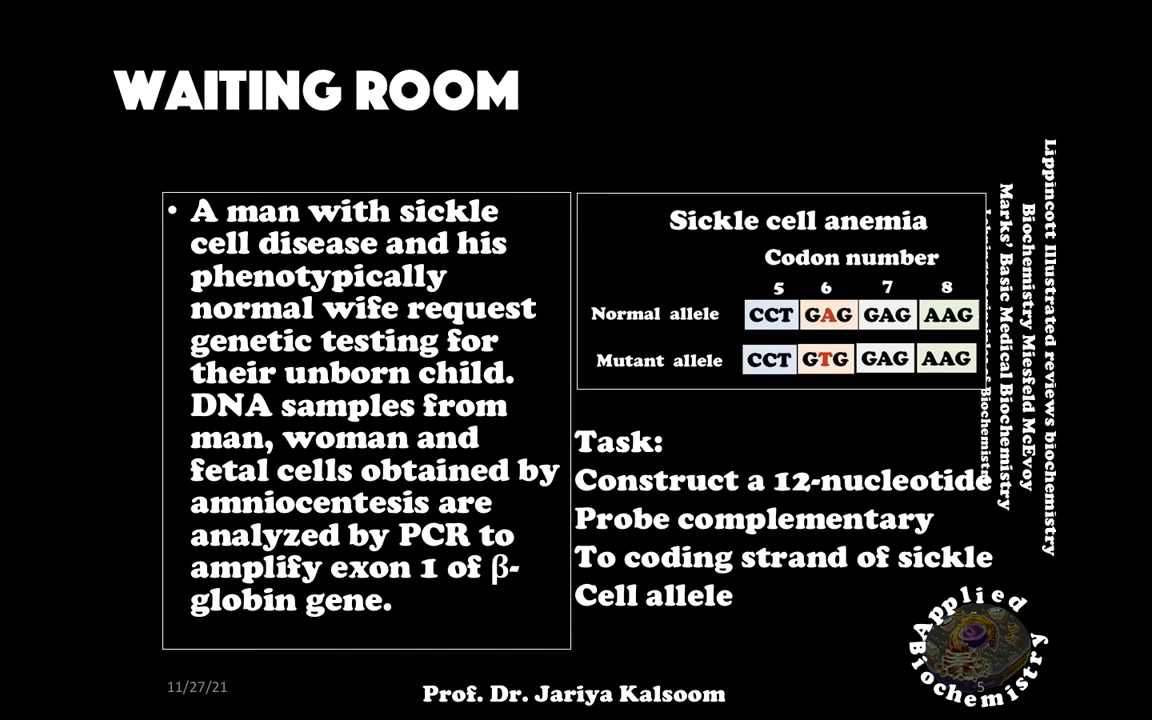 WAITING ROOM
• A man with sickle
cell disease and his
phenotypically
normal wife request
genetic testing for
their unborn child.
DNA samples from
man, woman and
fetal cells obtained by
amniocentesis are
analyzed by PCR to
amplify exon 1 of β-
globin gene.
Sickle cell anemia
Codon number
5 6 7 8
Normal allele CCT GAG GAG AAG
Mutant allele CCT GTG GAG AAG
Task:
Construct a 12-nucleotide
Probe complementary
To coding strand of sickle
Cell allele
Lippincott Illustrated reviews biochemistry
Biochemistry Miesfeld McEvoy
Marks' Basic Medical Biochemistry
of Biochemistry
Applied
Biochemistry
11/27/21
Prof. Dr. Jariya Kalsoom
5